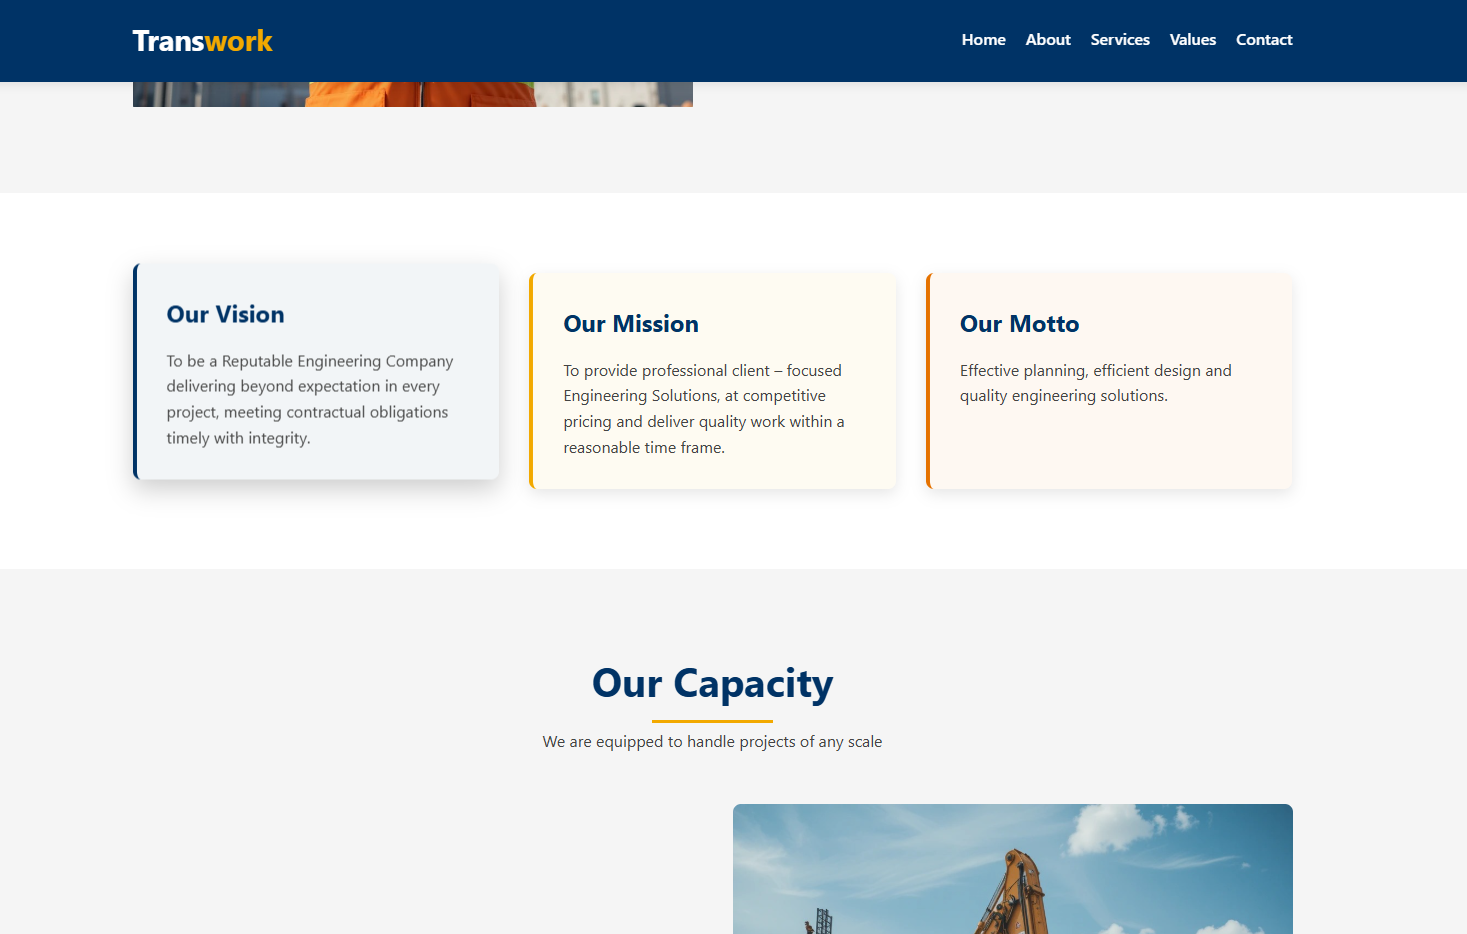 Transwork
Home About Services Values Contact
Our Vision
To be a Reputable Engineering Company
delivering beyond expectation in every
project, meeting contractual obligations
timely with integrity.
Our Mission
To provide professional client – focused
Engineering Solutions, at competitive
pricing and deliver quality work within a
reasonable time frame.
Our Motto
Effective planning, efficient design and
quality engineering solutions.
Our Capacity
We are equipped to handle projects of any scale